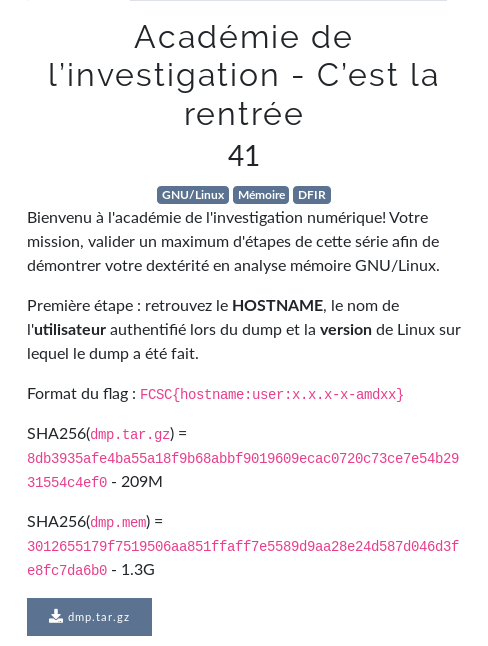 Académie de
l'investigation - C'est la
rentrée
41
GNU/Linux Mémoire DFIR
Bienvenu à l'académie de l'investigation numérique! Votre
mission, valider un maximum d'étapes de cette série afin de
démontrer votre dextérité en analyse mémoire GNU/Linux.
Première étape : retrouvez le HOSTNAME, le nom de
l'utilisateur authentifié lors du dump et la version de Linux sur
lequel le dump a été fait.
Format du flag : FCSC{hostname:user:x.x.x-x-amdxx}
SHA256(dmp.tar.gz) =
8db3935afe4ba55a18f9b68abbf9019609ecac0720c73ce7e54b29
31554c4ef0 - 209M
SHA256(dmp.mem) =
3012655179f7519506aa851ffaff7e5589d9aa28e24d587d046d3f
e8fc7da6b0 - 1.3G
dmp.tar.gz